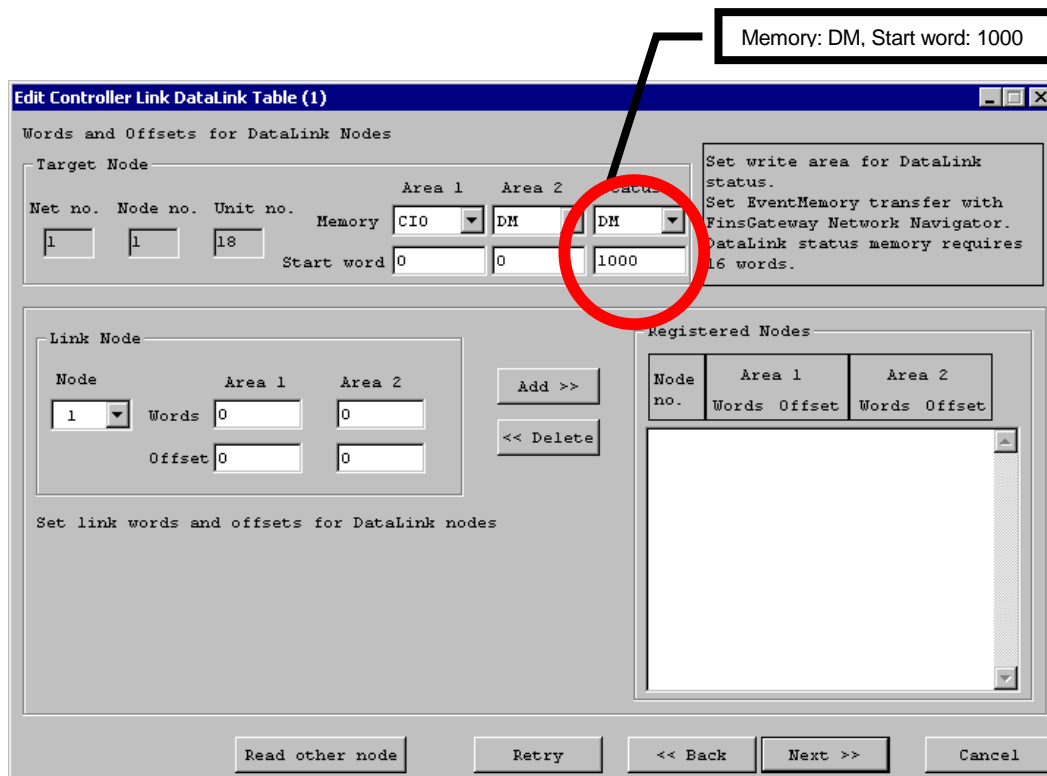 Memory: DM, Start word: 1000
Edit Controller Link DataLink Table (1)
Words and Offsets for DataLink Nodes
Target Node
Area 1 Area 2
Net no. Node no. Unit no. Memory CIO DM DM
1 1 18
Start word 0 0 1000
Set write area for DataLink
status.
Set EventMemory transfer with
FinsGateway Network Navigator.
DataLink status memory requires
16 words.
Link Node
Node Area 1 Area 2
1 Words 0 0
Offset 0 0
Add >>
<< Delete
Set link words and offsets for DataLink nodes
Registered Nodes
Node no. Area 1 Area 2
Words Offset Words Offset
Read other node Retry << Back Next >> Cancel